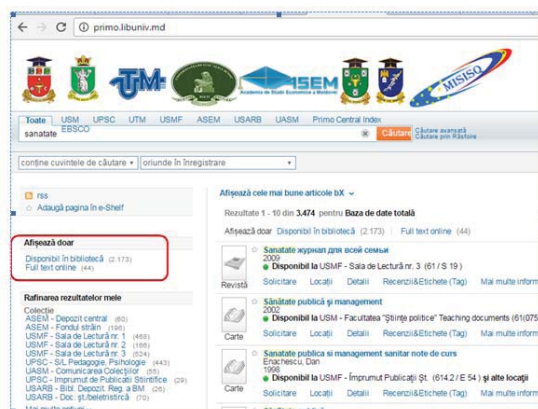 primo.libuniv.md
UTM
ASEM
Academia de Studii Economice a Moldovei
MISISQ
Toate USM UPSC UTM USMF ASEM USARB UASM Primo Central Index
EBSCO
sanatate Căutare Căutare avansată
Căutare prin Răsfoire
conține cuvintele de căutare oriunde în înregistrare
rss
Adaugă pagina în e-Shelf
Afișează doar
Disponibil în bibliotecă (2.173)
Full text online (44)
Rafinarea rezultatelor mele
Colecție
ASEM - Depozit central (60)
ASEM - Fondul străin (196)
USMF - Sala de Lectură nr. 1 (468)
USMF - Sala de Lectură nr. 2 (166)
USMF - Sala de Lectură nr. 3 (524)
UPSC - S/L Pedagogie, Psihologie (443)
UASM - Comunicarea Colecțiilor (55)
UPSC - Împrumut de Publicații Științifice (29)
USARB - Bibl. Depozit. Reg. a BM (26)
USARB - Doc. șt./beletristică (70)
Afișează cele mai bune articole bX
Rezultate 1 - 10 din 3.474 pentru Baza de date totală
Afișează doar Disponibil în bibliotecă (2.173) Full text online (44)
Sanatate журнал для всей семьи
2009
Disponibil la USMF - Sala de Lectură nr. 3 (61 / S 19 )
Revistă Solicitare Locații Detalii Recenzii&Etichete (Tag) Mai multe inform
Sănătate publică și management
2002
Disponibil la USM - Facultatea "Științe politice" Teaching documents (61(075
Carte Solicitare Locații Detalii Recenzii&Etichete (Tag) Mai multe inform
Sanatate publica si management sanitar note de curs
Enachescu, Dan
1998
Disponibil la USMF - Împrumut Publicații Șt. (614.2 / E 54 ) și alte locații
Carte Solicitare Locații Detalii Recenzii&Etichete (Tag) Mai multe inform